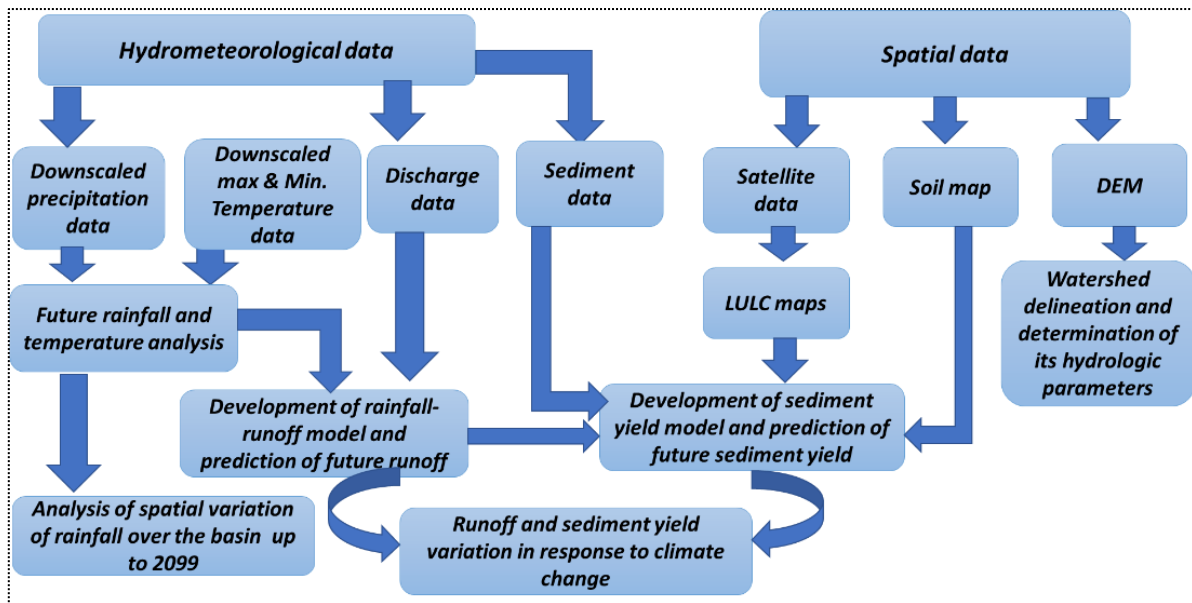 Hydrometeorological data
Spatial data
Downscaled
precipitation
data
Downscaled
max & Min.
Temperature
data
Discharge
data
Sediment
data
Satellite
data
Soil map
DEM
Future rainfall and
temperature analysis
LULC maps
Watershed
delineation and
determination of
its hydrologic
parameters
Development of rainfall-
runoff model and
prediction of future runoff
Development of sediment
yield model and prediction of
future sediment yield
Analysis of spatial variation
of rainfall over the basin up
to 2099
Runoff and sediment yield
variation in response to climate
change